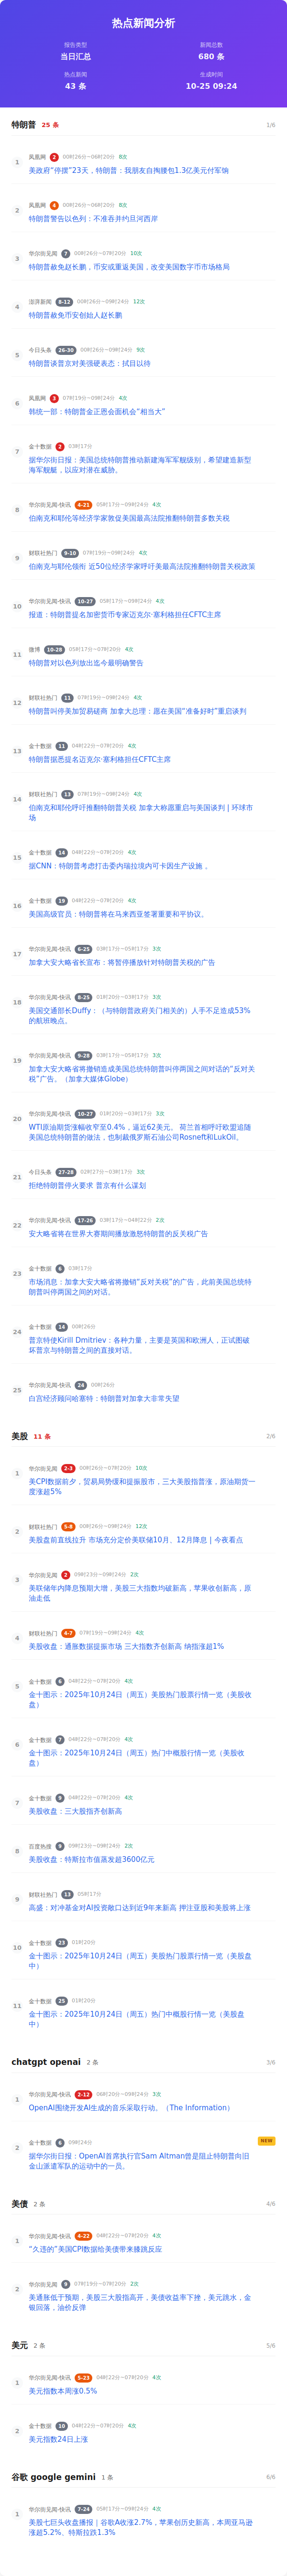 热点新闻分析
报告类型
当日汇总
新闻总数
680 条
热点新闻
43 条
生成时间
10-25 09:24
特朗普 25 条 1/6
1
凤凰网 2 00时26分~06时20分 8次
美政府“停摆”23天，特朗普：我朋友自掏腰包1.3亿美元付军饷
2
凤凰网 4 00时26分~06时20分 8次
特朗普警告以色列：不准吞并约旦河西岸
3
华尔街见闻 7 00时26分~07时20分 10次
特朗普赦免赵长鹏，币安或重返美国，改变美国数字货币市场格局
4
澎湃新闻 8-12 00时26分~09时24分 12次
特朗普赦免币安创始人赵长鹏
5
今日头条 26-30 00时26分~09时24分 9次
特朗普谈普京对美强硬表态：拭目以待
6
凤凰网 3 07时19分~09时24分 4次
韩统一部：特朗普金正恩会面机会“相当大”
7
金十数据 2 03时17分
据华尔街日报：美国总统特朗普推动新建海军军舰级别，希望建造新型
海军舰艇，以应对潜在威胁。
8
华尔街见闻-快讯 4-21 05时17分~09时24分 4次
伯南克和耶伦等经济学家敦促美国最高法院推翻特朗普多数关税
9
财联社热门 9-10 07时19分~09时24分 4次
伯南克与耶伦领衔 近50位经济学家呼吁美最高法院推翻特朗普关税政策
10
华尔街见闻-快讯 10-27 05时17分~09时24分 4次
报道：特朗普提名加密货币专家迈克尔·塞利格担任CFTC主席
11
微博 10-28 05时17分~07时20分 4次
特朗普对以色列放出迄今最明确警告
12
财联社热门 11 07时19分~09时24分 4次
特朗普叫停美加贸易磋商 加拿大总理：愿在美国“准备好时”重启谈判
13
金十数据 11 04时22分~07时20分 4次
特朗普据悉提名迈克尔·塞利格担任CFTC主席
14
财联社热门 13 07时19分~09时24分 4次
伯南克和耶伦呼吁推翻特朗普关税 加拿大称愿重启与美国谈判｜环球市
场
15
金十数据 14 04时22分~07时20分 4次
据CNN：特朗普考虑打击委内瑞拉境内可卡因生产设施 。
16
金十数据 19 04时22分~07时20分 4次
美国高级官员：特朗普将在马来西亚签署重要和平协议。
17
华尔街见闻-快讯 6-25 03时17分~05时17分 3次
加拿大安大略省长宣布：将暂停播放针对特朗普关税的广告
18
华尔街见闻-快讯 8-25 01时20分~03时17分 3次
美国交通部长Duffy：（与特朗普政府关门相关的）人手不足造成53%
的航班晚点。
19
华尔街见闻-快讯 9-28 03时17分~05时17分 3次
加拿大安大略省将撤销造成美国总统特朗普叫停两国之间对话的“反对关
税”广告。（加拿大媒体Globe）
20
华尔街见闻-快讯 10-27 01时20分~03时17分 3次
WTI原油期货涨幅收窄至0.4%，逼近62美元。 荷兰首相呼吁欧盟追随
美国总统特朗普的做法，也制裁俄罗斯石油公司Rosneft和LukOil。
21
今日头条 27-28 02时27分~03时17分 3次
拒绝特朗普停火要求 普京有什么谋划
22
华尔街见闻-快讯 17-26 03时17分~04时22分 2次
安大略省将在世界大赛期间播放激怒特朗普的反关税广告
23
金十数据 6 03时17分
市场消息：加拿大安大略省将撤销“反对关税”的广告，此前美国总统特
朗普叫停两国之间的对话。
24
金十数据 14 00时26分
普京特使Kirill Dmitriev：各种力量，主要是英国和欧洲人，正试图破
坏普京与特朗普之间的直接对话。
25
华尔街见闻-快讯 24 00时26分
白宫经济顾问哈塞特：特朗普对加拿大非常失望
美股 11 条 2/6
1
华尔街见闻 2-3 00时26分~07时20分 10次
美CPI数据前夕，贸易局势缓和提振股市，三大美股指普涨，原油期货一
度涨超5%
2
财联社热门 5-8 00时26分~09时24分 12次
美股盘前直线拉升 市场充分定价美联储10月、12月降息｜今夜看点
3
华尔街见闻 2 09时23分~09时24分 2次
美联储年内降息预期大增，美股三大指数均破新高，苹果收创新高，原
油走低
4
财联社热门 4-7 07时19分~09时24分 4次
美股收盘：通胀数据提振市场 三大指数齐创新高 纳指涨超1%
5
金十数据 6 04时22分~07时20分 4次
金十图示：2025年10月24日（周五）美股热门股票行情一览（美股收
盘）
6
金十数据 7 04时22分~07时20分 4次
金十图示：2025年10月24日（周五）热门中概股行情一览（美股收
盘）
7
金十数据 9 04时22分~07时20分 4次
美股收盘：三大股指齐创新高
8
百度热搜 9 09时23分~09时24分 2次
美股收盘：特斯拉市值蒸发超3600亿元
9
财联社热门 13 05时17分
高盛：对冲基金对AI投资敞口达到近9年来新高 押注亚股和美股将上涨
10
金十数据 23 01时20分
金十图示：2025年10月24日（周五）美股热门股票行情一览（美股盘
中）
11
金十数据 25 01时20分
金十图示：2025年10月24日（周五）热门中概股行情一览（美股盘
中）
chatgpt openai 2 条 3/6
1
华尔街见闻-快讯 2-12 06时20分~09时24分 3次
OpenAI围绕开发AI生成的音乐采取行动。（The Information）
2
金十数据 6 09时24分 NEW
据华尔街日报：OpenAI首席执行官Sam Altman曾是阻止特朗普向旧
金山派遣军队的运动中的一员。
美债 2 条 4/6
1
华尔街见闻-快讯 4-22 04时22分~07时20分 4次
“久违的”美国CPI数据给美债带来膝跳反应
2
华尔街见闻 9 07时19分~07时20分 2次
美通胀低于预期，美股三大股指高开，美债收益率下挫，美元跳水，金
银回落，油价反弹
美元 2 条 5/6
1
华尔街见闻-快讯 5-23 04时22分~07时20分 4次
美元指数本周涨0.5%
2
金十数据 10 04时22分~07时20分 4次
美元指数24日上涨
谷歌 google gemini 1 条 6/6
1
华尔街见闻-快讯 7-24 05时17分~09时24分 4次
美股七巨头收盘播报｜谷歌A收涨2.7%，苹果创历史新高，本周亚马逊
涨超5.2%、特斯拉跌1.3%